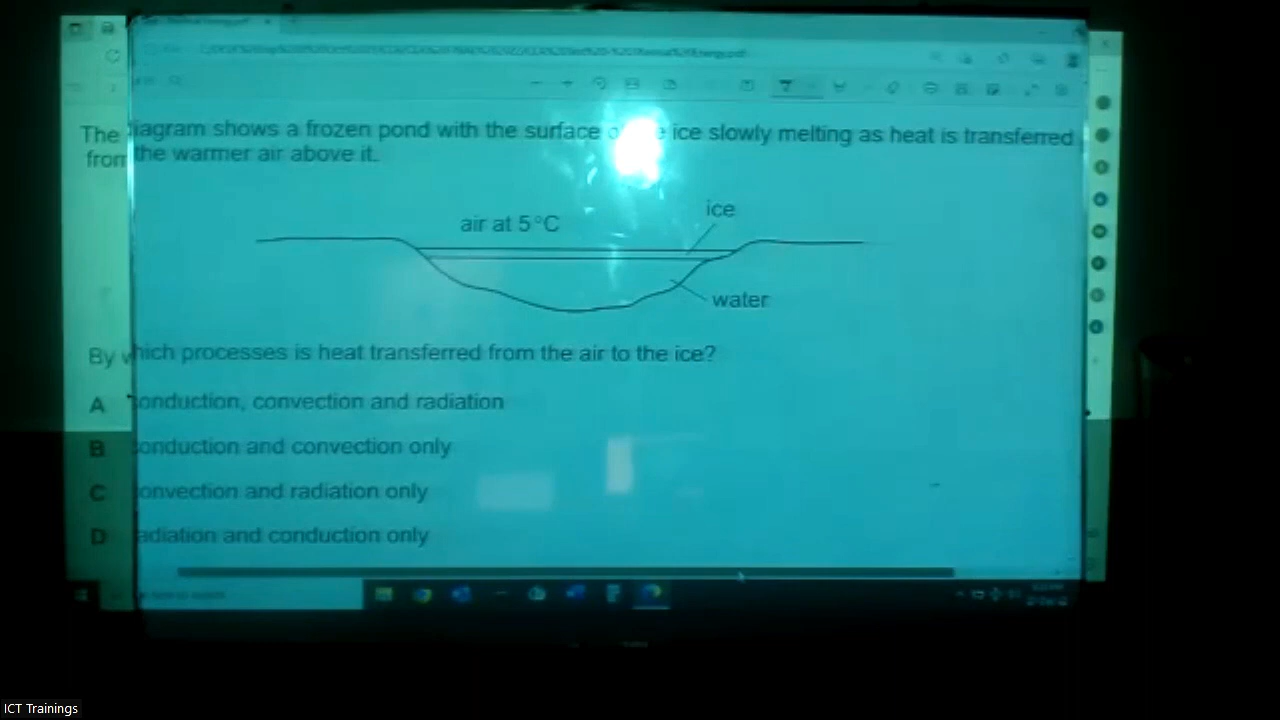 The diagram shows a frozen pond with the surface ice slowly melting as heat is transferred
from the warmer air above it.
ice
air at 5°C
water
By which processes is heat transferred from the air to the ice?
A conduction, convection and radiation
B conduction and convection only
C convection and radiation only
D radiation and conduction only
ICT Trainings